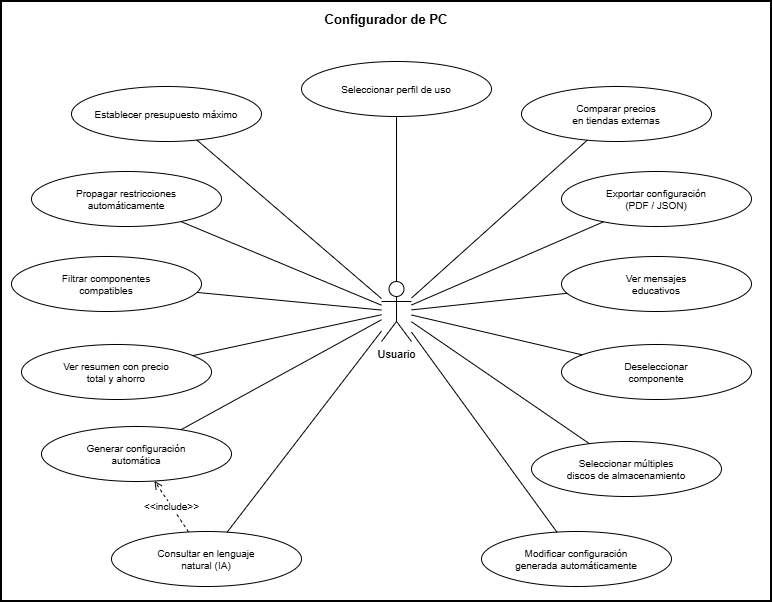 Configurador de PC
Seleccionar perfil de uso
Establecer presupuesto máximo
Comparar precios
en tiendas externas
Propagar restricciones
automáticamente
Exportar configuración
(PDF / JSON)
Filtrar componentes
compatibles
Ver mensajes
educativos
Usuario
Ver resumen con precio
total y ahorro
Deseleccionar
componente
Generar configuración
automática
Seleccionar múltiples
discos de almacenamiento
<<include>>
Consultar en lenguaje
natural (IA)
Modificar configuración
generada automáticamente